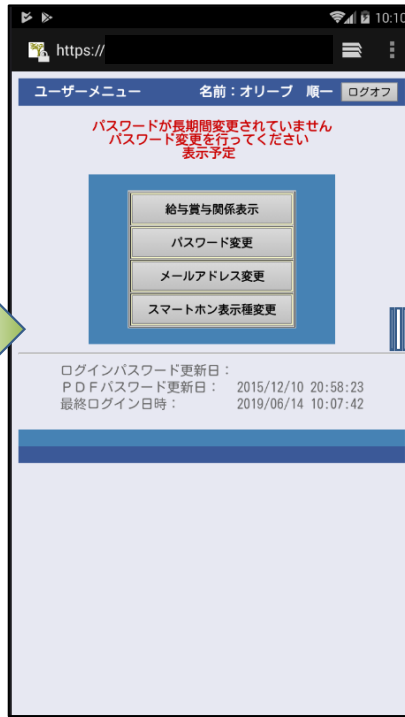 10:10
https://
ユーザーメニュー 名前：オリーブ 順一 ログオフ
パスワードが長期間変更されていません
パスワード変更を行ってください
表示予定
給与賞与関係表示
パスワード変更
メールアドレス変更
スマートホン表示種変更
ログインパスワード更新日：
ＰＤＦパスワード更新日： 2015/12/10 20:58:23
最終ログイン日時： 2019/06/14 10:07:42